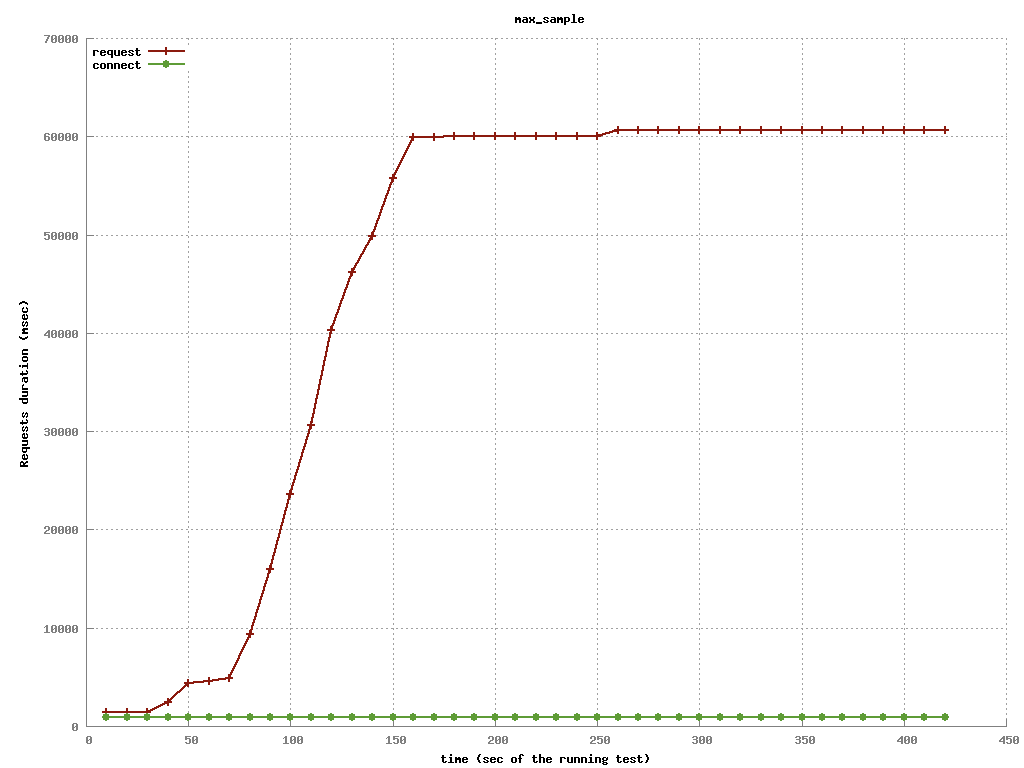 max_sample
70000
request
connect
60000
50000
40000
30000
20000
10000
0
Requests duration (msec)
0 50 100 150 200 250 300 350 400 450
time (sec of the running test)